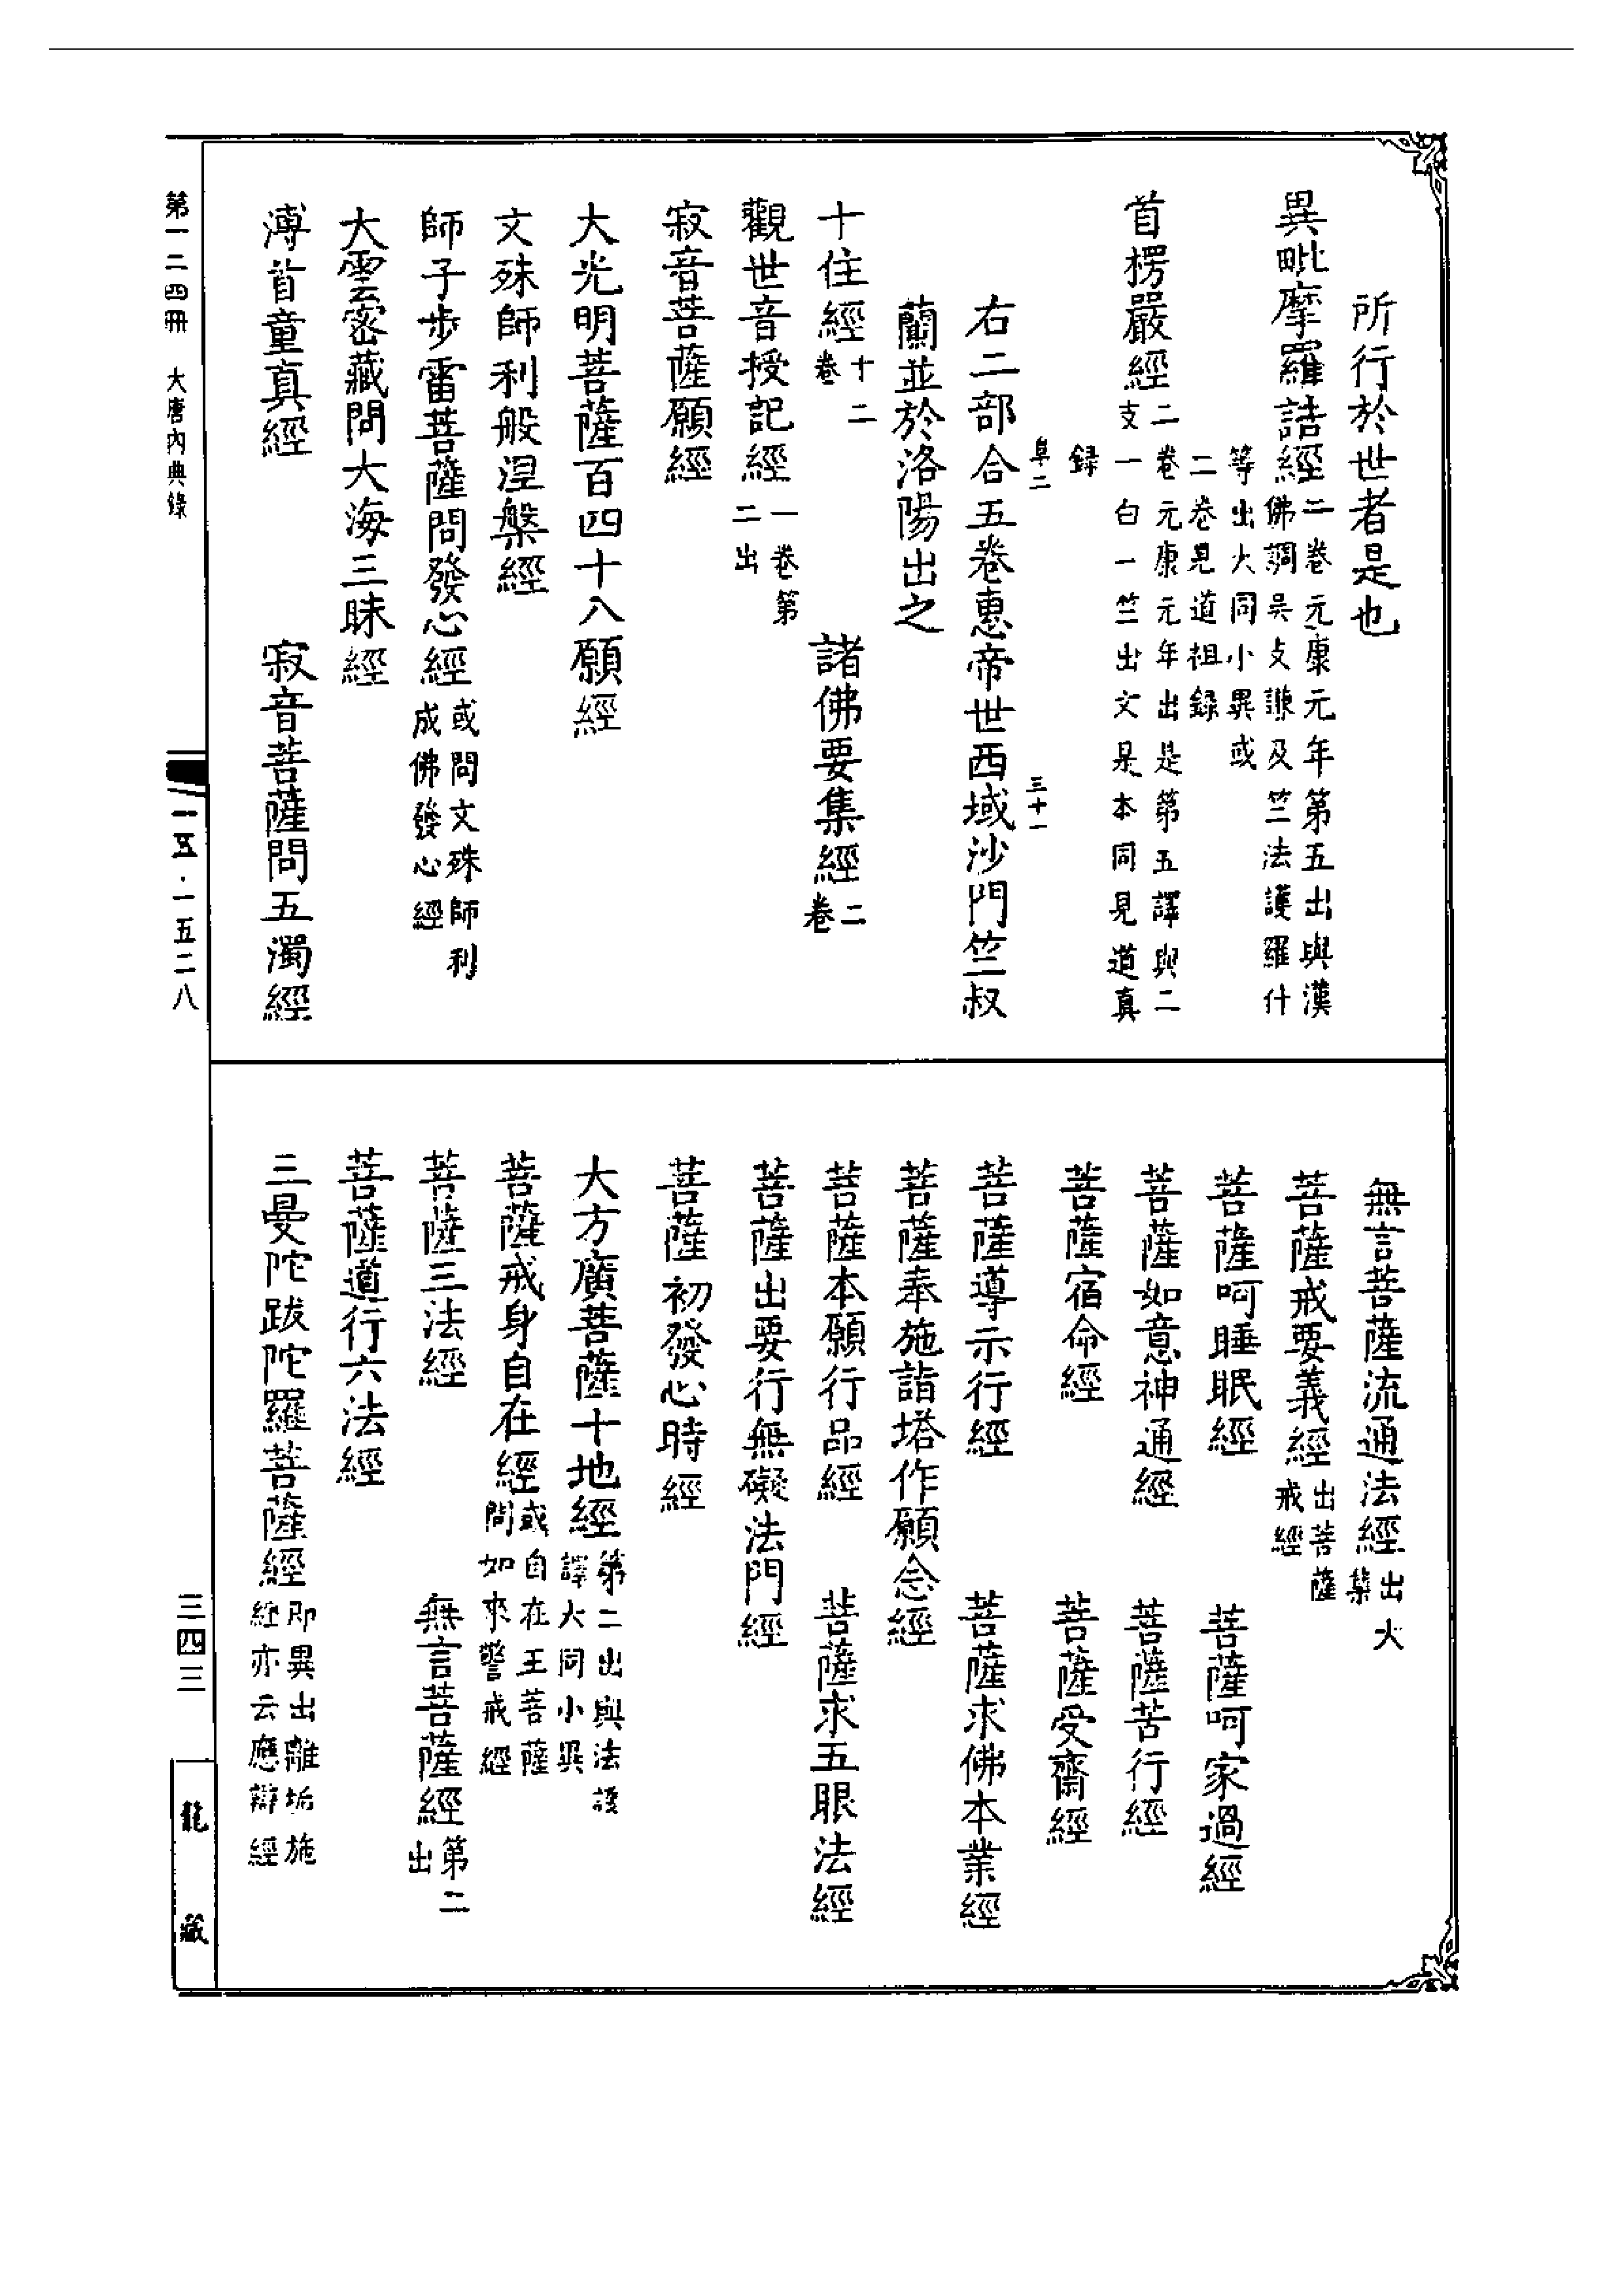 所行於世者是也
異毗摩羅詰經二卷元康元年第五出與漢
佛調吳支謙及竺法護羅什
等出大同小異或
二卷見道祖録
首楞嚴經二卷元康元年出是第五譯與二
支一白一竺出文是本同見道真
録
阜二 三十一
右二部合五卷惠帝世西域沙門竺叔
蘭並於洛陽出之
十住經十二卷 諸佛要集經二卷
觀世音授記經一卷第二出
寂音菩薩願經
大光明菩薩百四十八願經
文殊師利般涅槃經
師子步雷菩薩問發心經或問文殊師利
成佛發心經
大雲密藏問大海三昧經
溥首童真經 寂音菩薩問五濁經
無言菩薩流通法經出大集
菩薩戒要義經出菩薩戒經
菩薩呵睡眠經 菩薩呵家過經
菩薩如意神通經 菩薩苦行經
菩薩宿命經 菩薩受齋經
菩薩導示行經 菩薩求佛本業經
菩薩奉施詣塔作願念經
菩薩本願行品經 菩薩求五眼法經
菩薩出要行無礙法門經
菩薩初發心時經
大方廣菩薩十地經第二出與法護
譯大同小異
菩薩戒身自在經或自在王菩薩
問如來警戒經
菩薩三法經 無言菩薩經第二出
菩薩道行六法經
三曼陀跋陀羅菩薩經即異出離垢施
經亦云應辯經
第一二四冊 大唐內典錄
一五·一五二八
三四三
龍藏